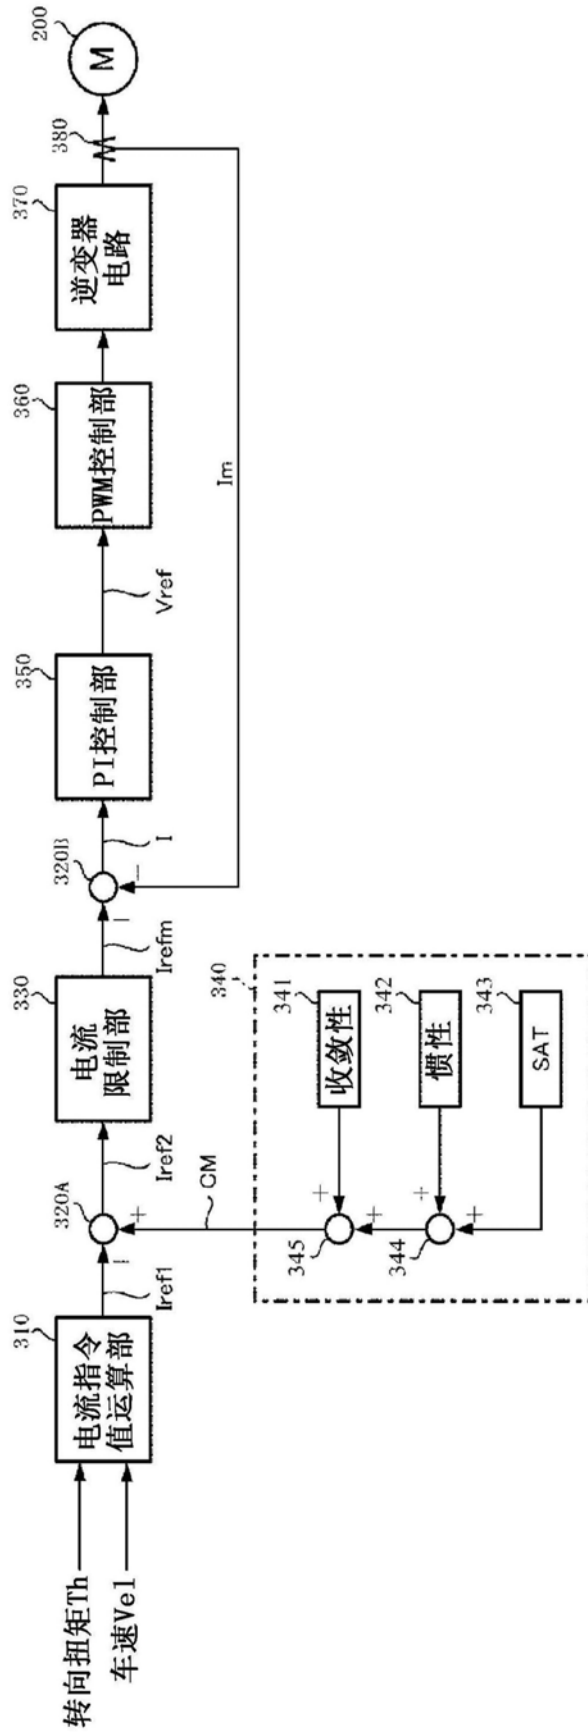 转向扭矩Th
车速Vel
310
电流指令
值运算部
Iref1
320A
+
CM
Iref2
330
电流
限制部
Irefm
320B
-
I
350
PI控制部
Vref
360
PWM控制部
370
逆变器
电路
380
200
M
Im
340
341
收敛性
342
惯性
343
SAT
345
+
+
344
+
+